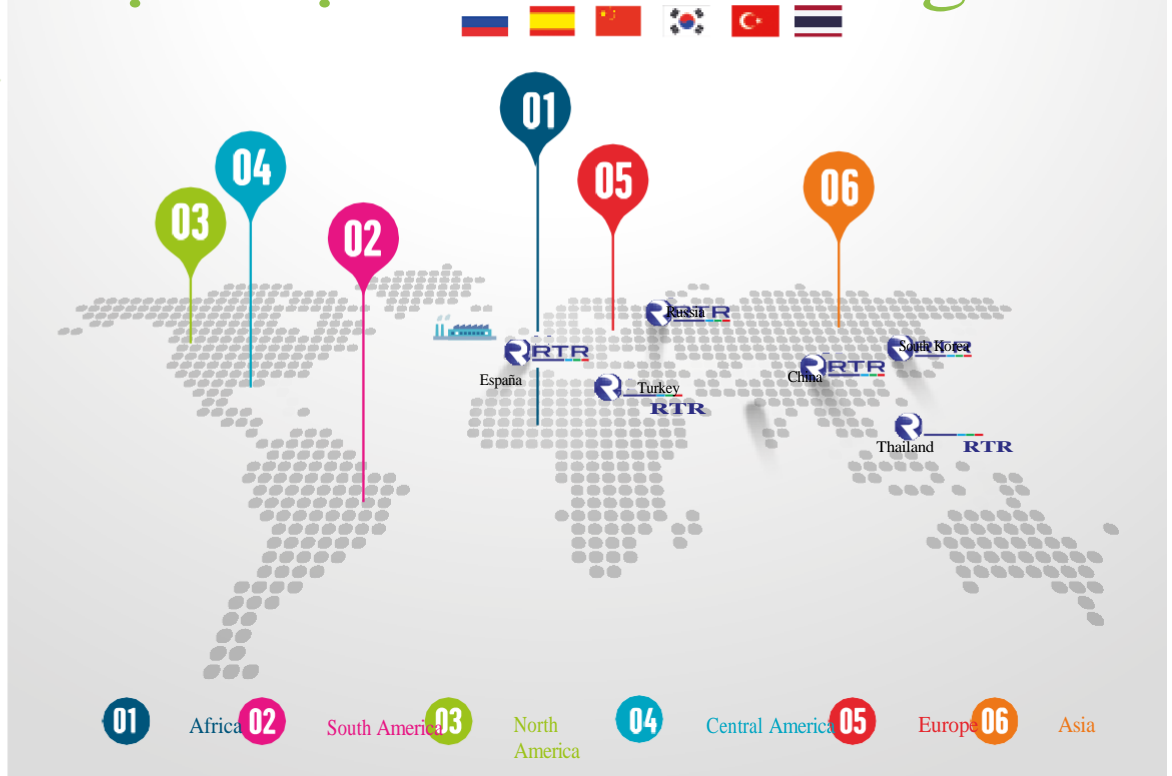 01
04
05
06
03
02
Russia
RTR
South Korea
RTR
RTR
China
RTR
España
Turkey
RTR
Thailand
RTR
01 Africa
02 South America
03 North
America
04 Central America
05 Europe
06 Asia